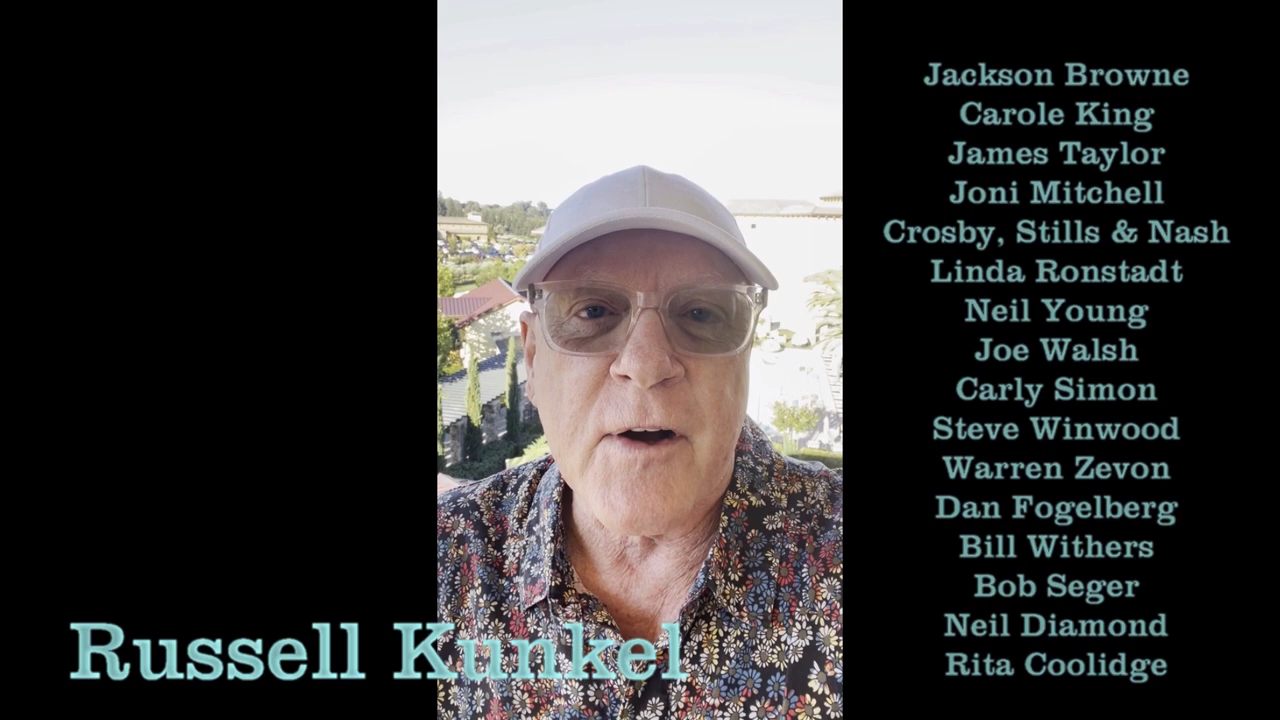 Jackson Browne
Carole King
James Taylor
Joni Mitchell
Crosby, Stills & Nash
Linda Ronstadt
Neil Young
Joe Walsh
Carly Simon
Steve Winwood
Warren Zevon
Dan Fogelberg
Bill Withers
Bob Seger
Neil Diamond
Rita Coolidge
Russell Kunkel